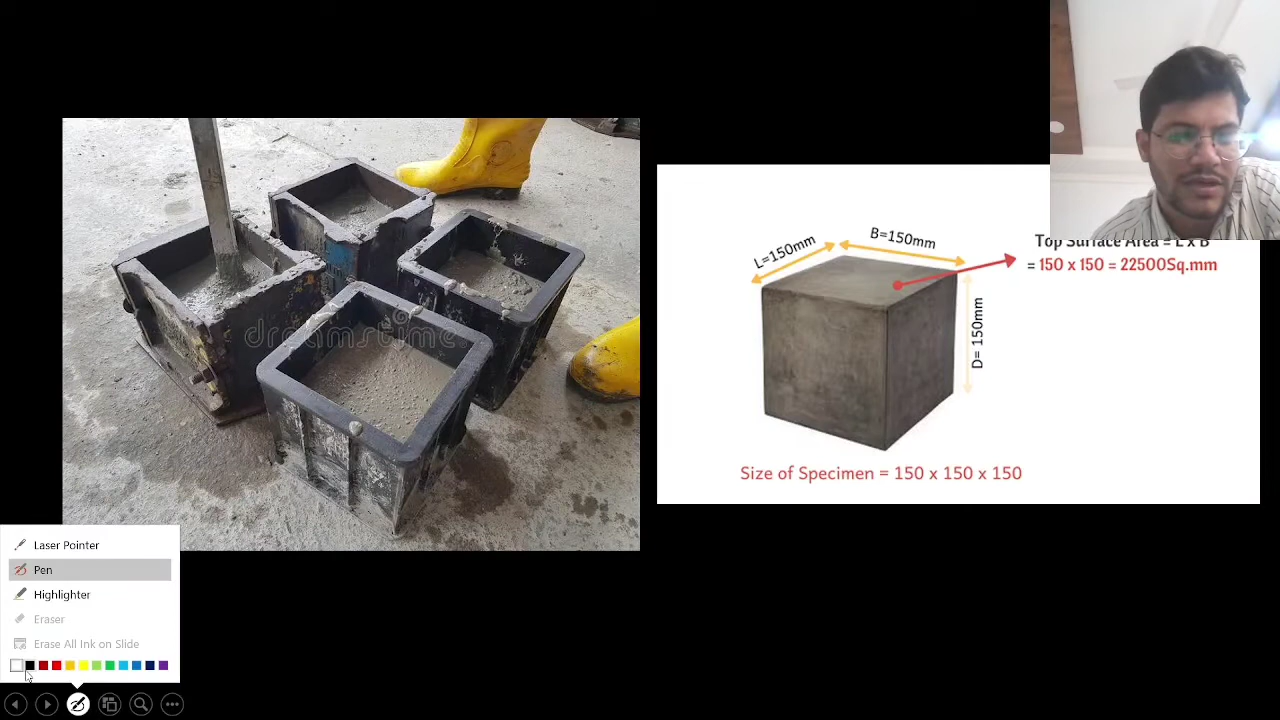 dreamstime
L=150mm
B=150mm
Top Surface Area = L x B
= 150 x 150 = 22500Sq.mm
D= 150mm
Size of Specimen = 150 x 150 x 150
Laser Pointer
Pen
Highlighter
Eraser
Erase All Ink on Slide